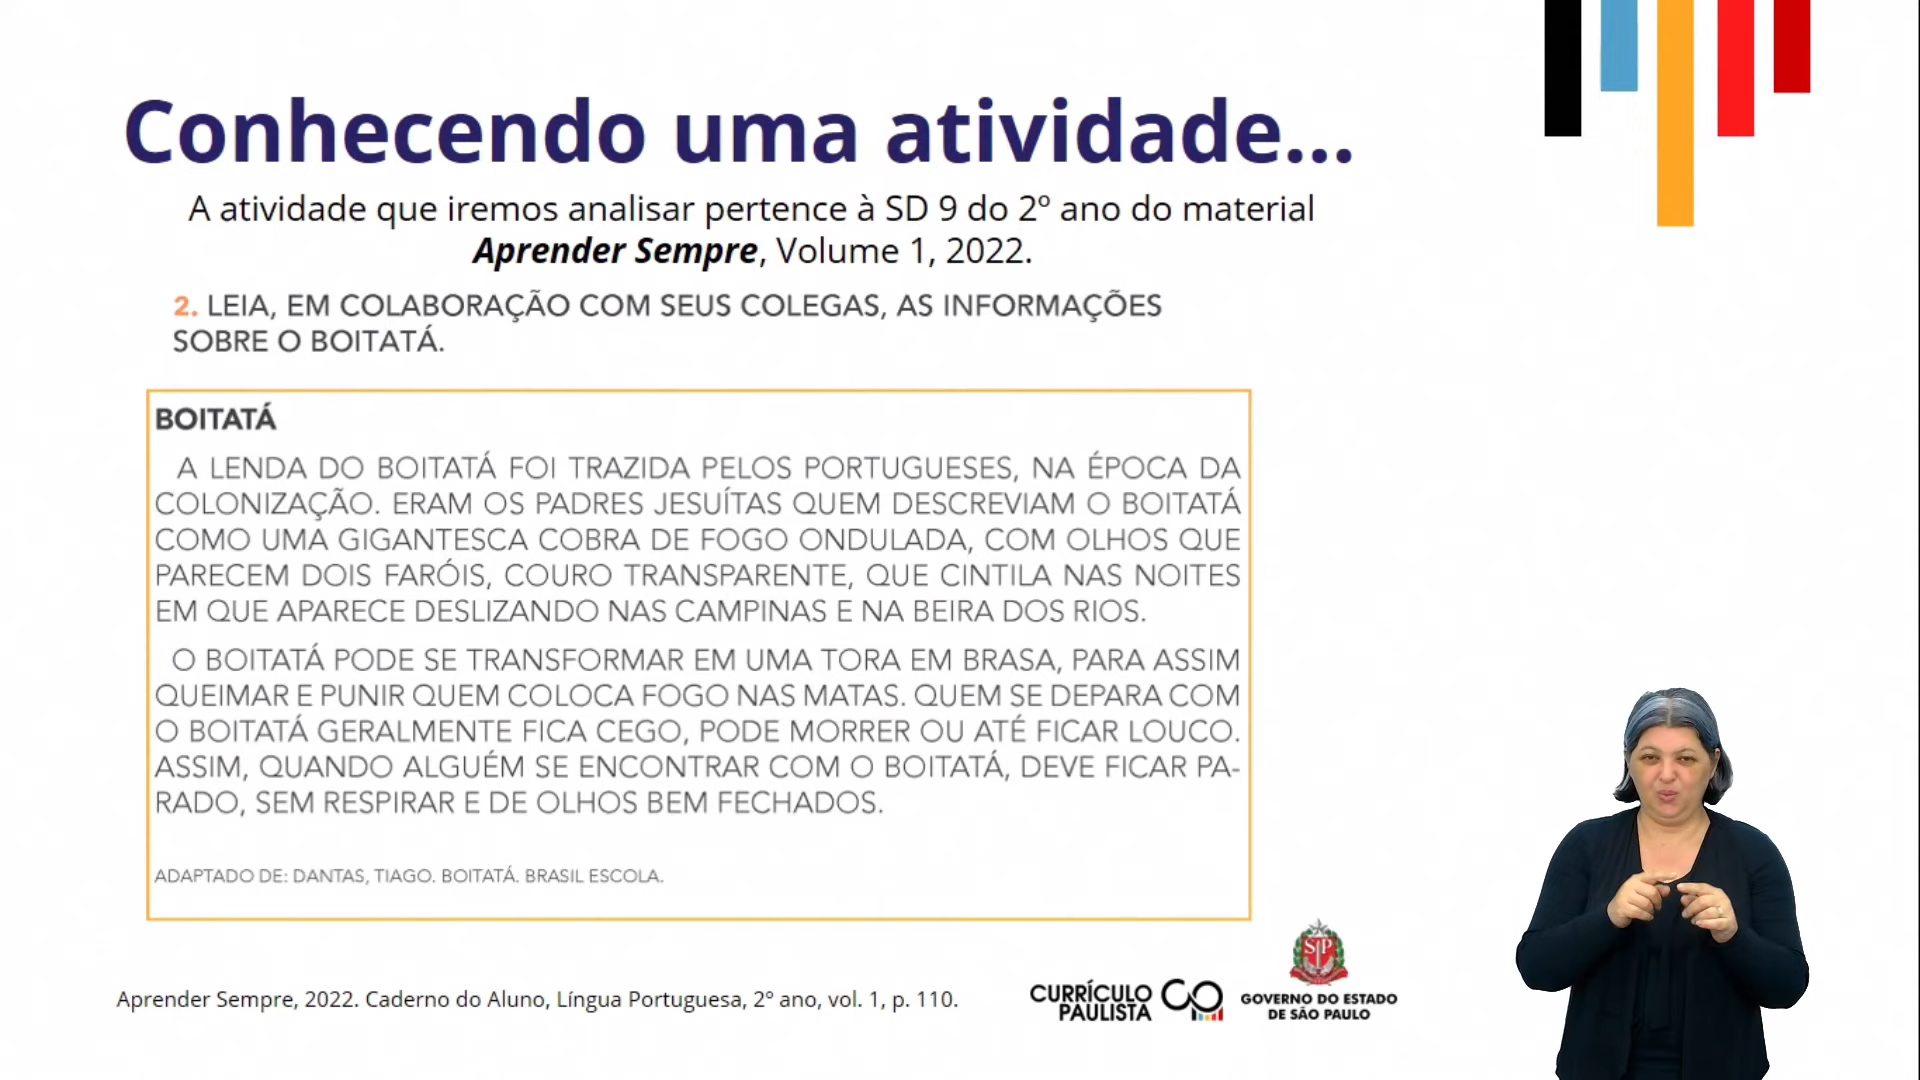 Conhecendo uma atividade...
A atividade que iremos analisar pertence à SD 9 do 2º ano do material
Aprender Sempre, Volume 1, 2022.
2. LEIA, EM COLABORAÇÃO COM SEUS COLEGAS, AS INFORMAÇÕES
SOBRE O BOITATÁ.
BOITATÁ
A LENDA DO BOITATÁ FOI TRAZIDA PELOS PORTUGUESES, NA ÉPOCA DA
COLONIZAÇÃO. ERAM OS PADRES JESUÍTAS QUEM DESCREVIAM O BOITATÁ
COMO UMA GIGANTESCA COBRA DE FOGO ONDULADA, COM OLHOS QUE
PARECEM DOIS FARÓIS, COURO TRANSPARENTE, QUE CINTILA NAS NOITES
EM QUE APARECE DESLIZANDO NAS CAMPINAS E NA BEIRA DOS RIOS.
O BOITATÁ PODE SE TRANSFORMAR EM UMA TORA EM BRASA, PARA ASSIM
QUEIMAR E PUNIR QUEM COLOCA FOGO NAS MATAS. QUEM SE DEPARA COM
O BOITATÁ GERALMENTE FICA CEGO, PODE MORRER OU ATÉ FICAR LOUCO.
ASSIM, QUANDO ALGUÉM SE ENCONTRAR COM O BOITATÁ, DEVE FICAR PA-
RADO, SEM RESPIRAR E DE OLHOS BEM FECHADOS.
ADAPTADO DE: DANTAS, TIAGO. BOITATÁ. BRASIL ESCOLA.
Aprender Sempre, 2022. Caderno do Aluno, Língua Portuguesa, 2º ano, vol. 1, p. 110.
CURRÍCULO
PAULISTA
SP
GOVERNO DO ESTADO
DE SÃO PAULO